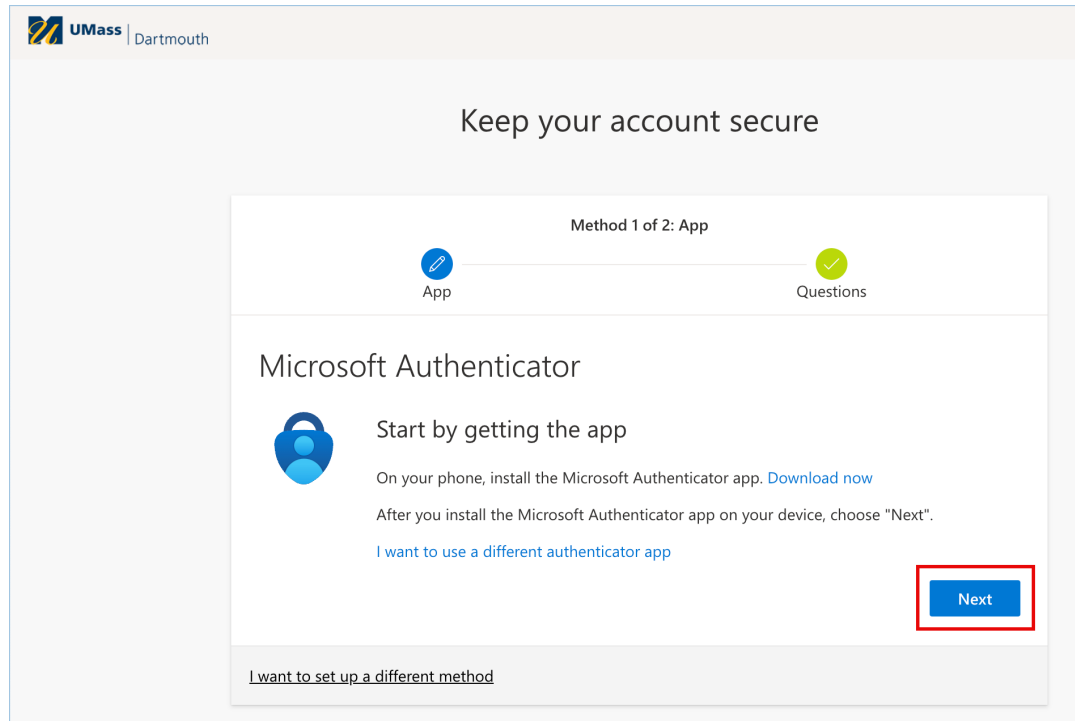 UMass | Dartmouth
Keep your account secure
Method 1 of 2: App
App
Questions
Microsoft Authenticator
Start by getting the app
On your phone, install the Microsoft Authenticator app. Download now
After you install the Microsoft Authenticator app on your device, choose "Next".
I want to use a different authenticator app
Next
I want to set up a different method